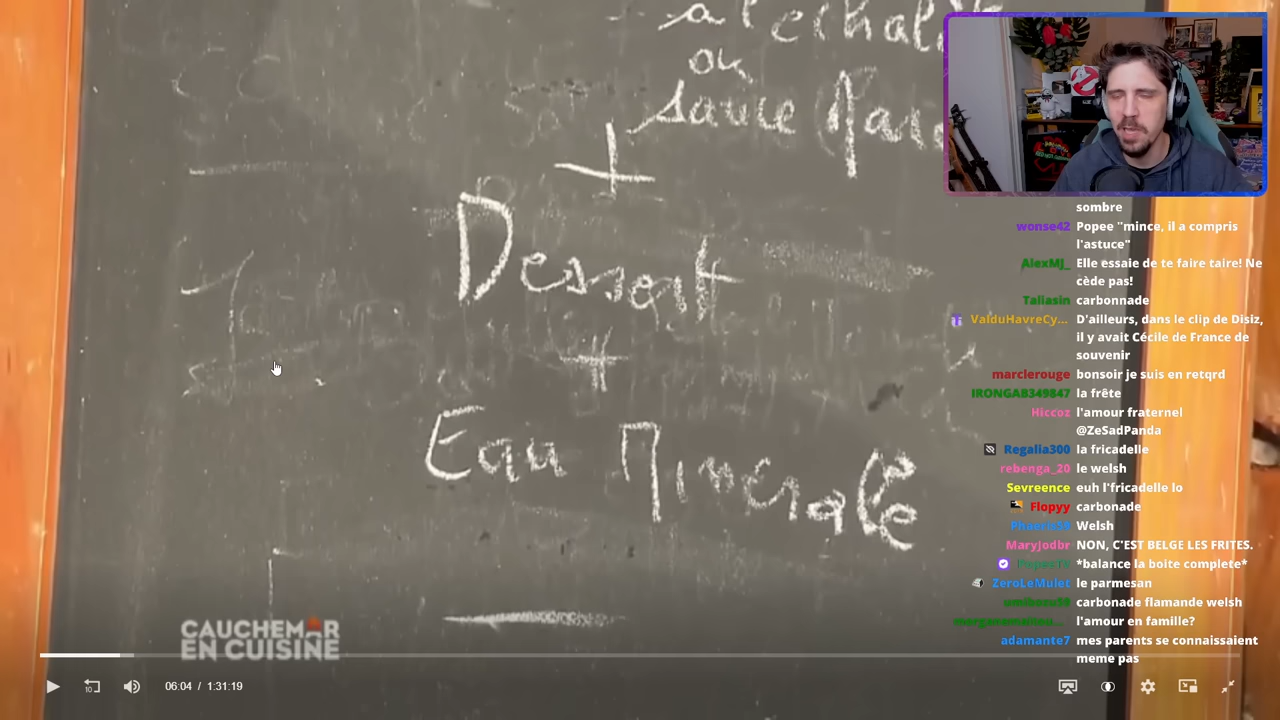 à l'échal
ou
sauce Mar
+
Dessert
+
Eau Minérale
CAUCHEMAR
EN CUISINE
10
06:04 / 1:31:19
sombre
wonse42 Popee "mince, il a compris
l'astuce"
AlexMJ_ Elle essaie de te faire taire! Ne
cède pas!
Taliasin carbonnade
ValduHavreCy... D'ailleurs, dans le clip de Disiz,
il y avait Cécile de France de
souvenir
marclerouge bonsoir je suis en retqrd
IRONGAB349847 la frête
Hiccoz l'amour fraternel
@ZeSadPanda
Regalia300 la fricadelle
rebenga_20 le welsh
Sevreence euh l'fricadelle lo
Flopyy carbonade
Welsh
MaryJodbr NON, C'EST BELGE LES FRITES.
*balance la boite complete*
ZeroLeMulet le parmesan
carbonade flamande welsh
l'amour en famille?
adamante7 mes parents se connaissaient
meme pas